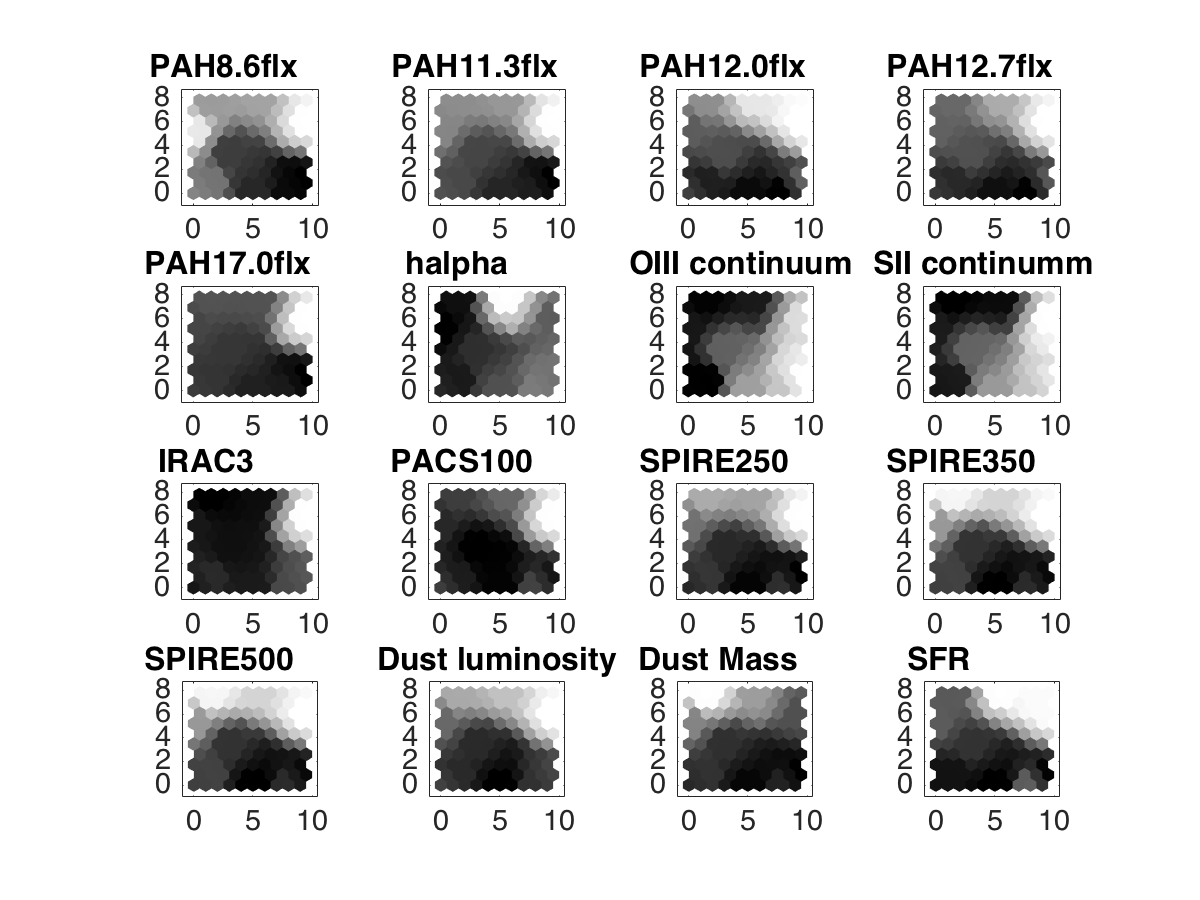 PAH8.6flx PAH11.3flx PAH12.0flx PAH12.7flx
8 8 8 8
6 6 6 6
4 4 4 4
2 2 2 2
0 0 0 0
0 5 10 0 5 10 0 5 10 0 5 10
PAH17.0flx halpha OIII continuum SII continumm
8 8 8 8
6 6 6 6
4 4 4 4
2 2 2 2
0 0 0 0
0 5 10 0 5 10 0 5 10 0 5 10
IRAC3 PACS100 SPIRE250 SPIRE350
8 8 8 8
6 6 6 6
4 4 4 4
2 2 2 2
0 0 0 0
0 5 10 0 5 10 0 5 10 0 5 10
SPIRE500 Dust luminosity Dust Mass SFR
8 8 8 8
6 6 6 6
4 4 4 4
2 2 2 2
0 0 0 0
0 5 10 0 5 10 0 5 10 0 5 10